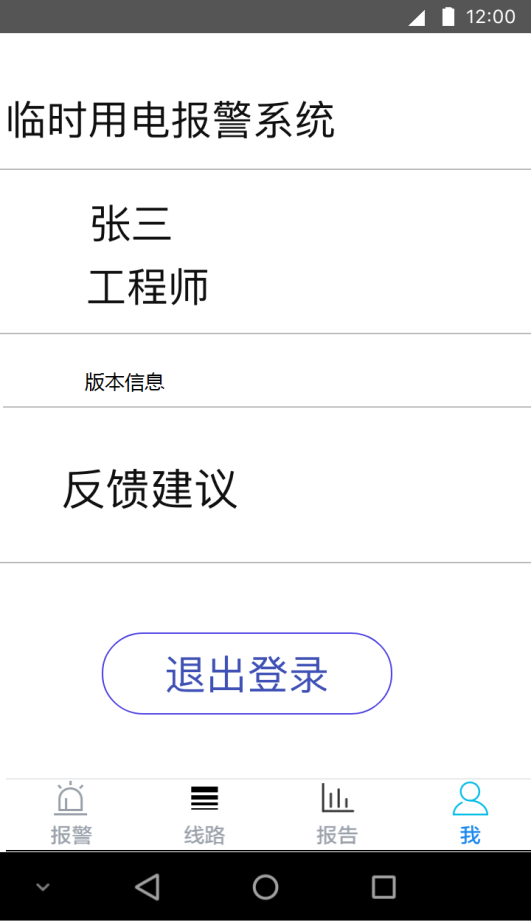 12:00
临时用电报警系统
张三
工程师
版本信息
反馈建议
退出登录
报警 线路 报告 我